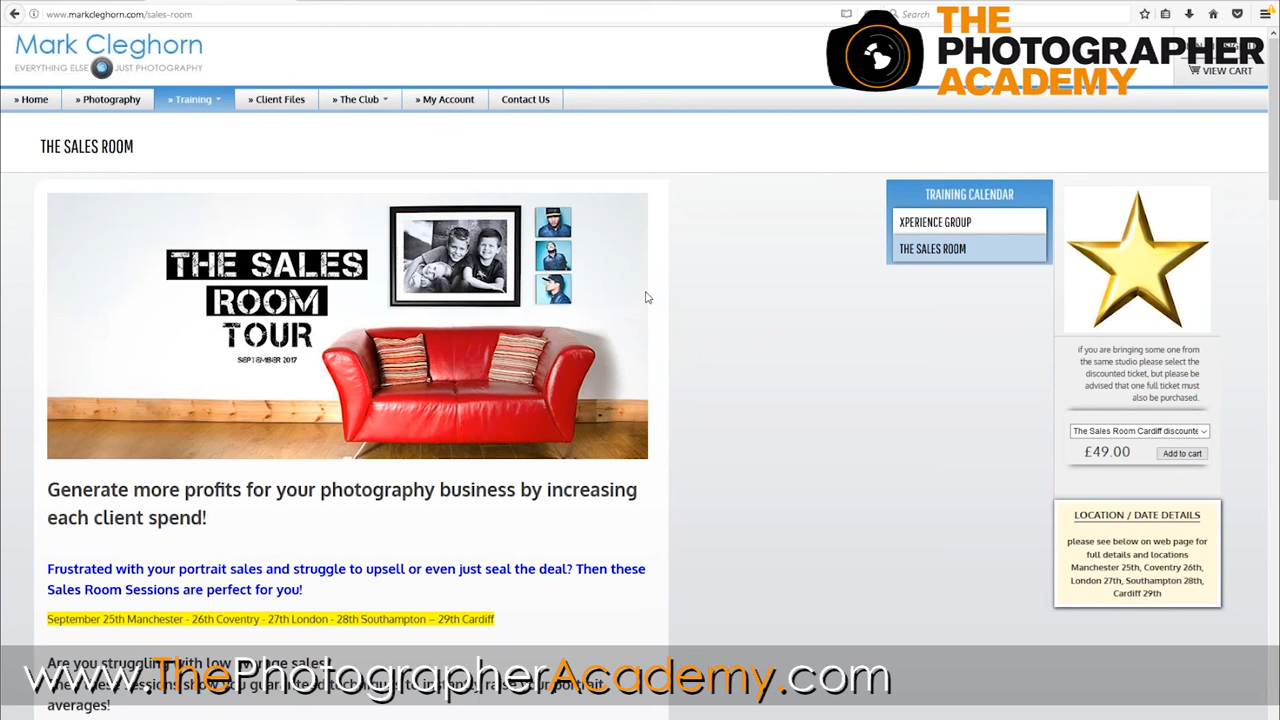 www.markcleghorn.com/sales-room
Search
THE
PHOTOGRAPHER
ACADEMY
Mark Cleghorn
EVERYTHING ELSE JUST PHOTOGRAPHY
VIEW CART
» Home
» Photography
» Training
» Client Files
» The Club
» My Account
Contact Us
THE SALES ROOM
THE SALES
ROOM
TOUR
SEPTEMBER 2017
TRAINING CALENDAR
XPERIENCE GROUP
THE SALES ROOM
if you are bringing some one from
the same studio please select the
discounted ticket, but please be
advised that one full ticket must
also be purchased.
The Sales Room Cardiff discounte
£49.00
Add to cart
LOCATION / DATE DETAILS
please see below on web page for
full details and locations
Manchester 25th, Coventry 26th,
London 27th, Southampton 28th,
Cardiff 29th
Generate more profits for your photography business by increasing
each client spend!
Frustrated with your portrait sales and struggle to upsell or even just seal the deal? Then these
Sales Room Sessions are perfect for you!
September 25th Manchester - 26th Coventry - 27th London - 28th Southampton – 29th Cardiff
Are you struggling with low average sales!
www.ThePhotographerAcademy.com
averages!